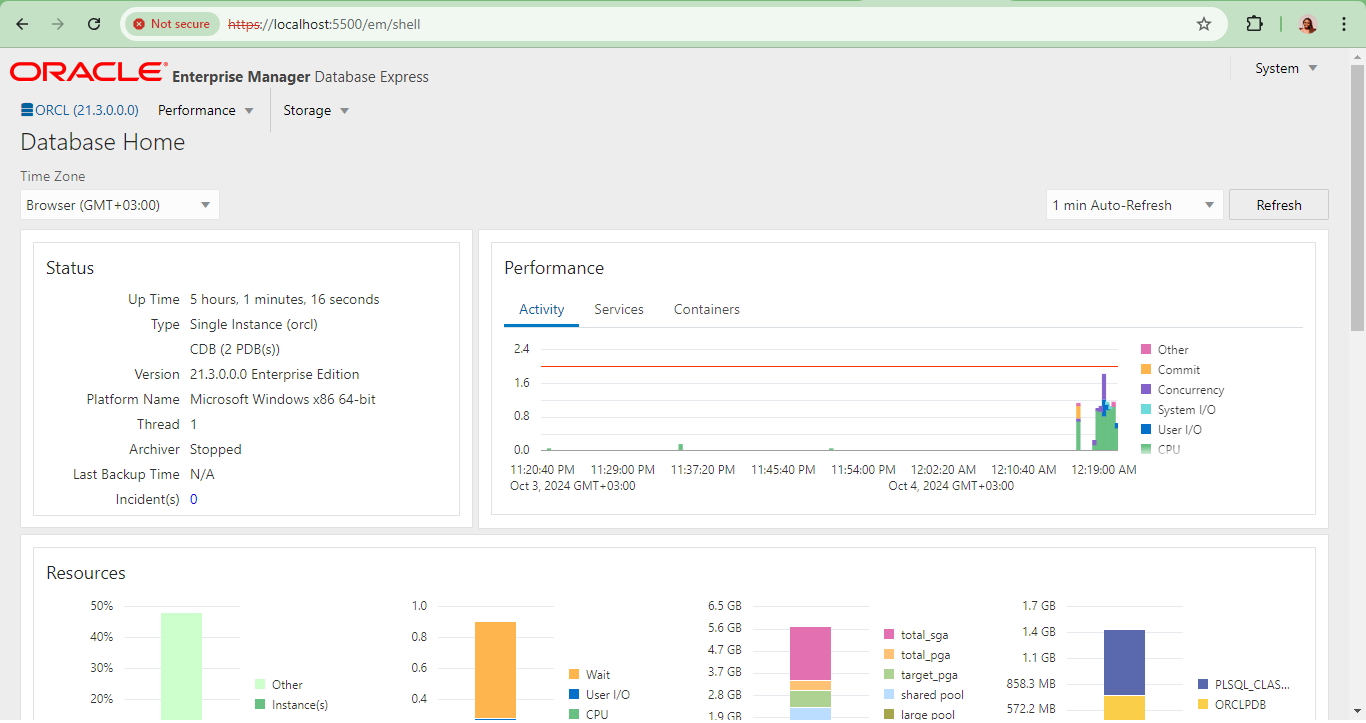 Not secure https://localhost:5500/em/shell
ORACLE Enterprise Manager Database Express
System
ORCL (21.3.0.0.0) Performance Storage
Database Home
Time Zone
Browser (GMT+03:00)
1 min Auto-Refresh Refresh
Status
Up Time 5 hours, 1 minutes, 16 seconds
Type Single Instance (orcl)
CDB (2 PDB(s))
Version 21.3.0.0.0 Enterprise Edition
Platform Name Microsoft Windows x86 64-bit
Thread 1
Archiver Stopped
Last Backup Time N/A
Incident(s) 0
Performance
Activity Services Containers
2.4
1.6
0.8
0.0
11:20:40 PM 11:29:00 PM 11:37:20 PM 11:45:40 PM 11:54:00 PM 12:02:20 AM 12:10:40 AM 12:19:00 AM
Oct 3, 2024 GMT+03:00 Oct 4, 2024 GMT+03:00
Other
Commit
Concurrency
System I/O
User I/O
CPU
Resources
50%
40%
30%
20%
Other
Instance(s)
1.0
0.8
0.6
0.4
Wait
User I/O
CPU
6.5 GB
5.6 GB
4.7 GB
3.7 GB
2.8 GB
1.9 GB
total_sga
total_pga
target_pga
shared pool
large pool
1.7 GB
1.4 GB
1.1 GB
858.3 MB
572.2 MB
PLSQL_CLAS...
ORCLPDB